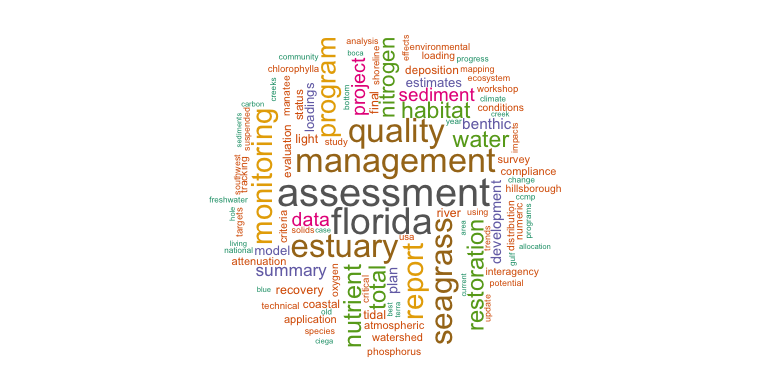 analysis
boca
effects
environmental
community
program
shoreline
nitrogen
loading
progress
chlorophylla
project
deposition
mapping
creeks
manatee
status
loadings
bottom
final
estimates
ecosystem
sediment
workshop
carbon
suspended
habitat
climate
conditions
creek
monitoring
light
study
quality
year
benthic
water
impacts
sediments
evaluation
management
survey
compliance
southwest
tracking
assessment
change
hillsborough
freshwater
ccmp
development
hole
targets
criteria
data
florida
river
using
distribution
numeric
programs
solids
case
usa
area
trends
living
national
model
estuary
seagrass
restoration
gulf
allocation
attenuation
summary
nutrient
oxygen
total
plan
report
interagency
critical
current
potential
blue
recovery
technical
coastal
old
tidal
best
terra
update
application
atmospheric
species
watershed
ciega
phosphorus